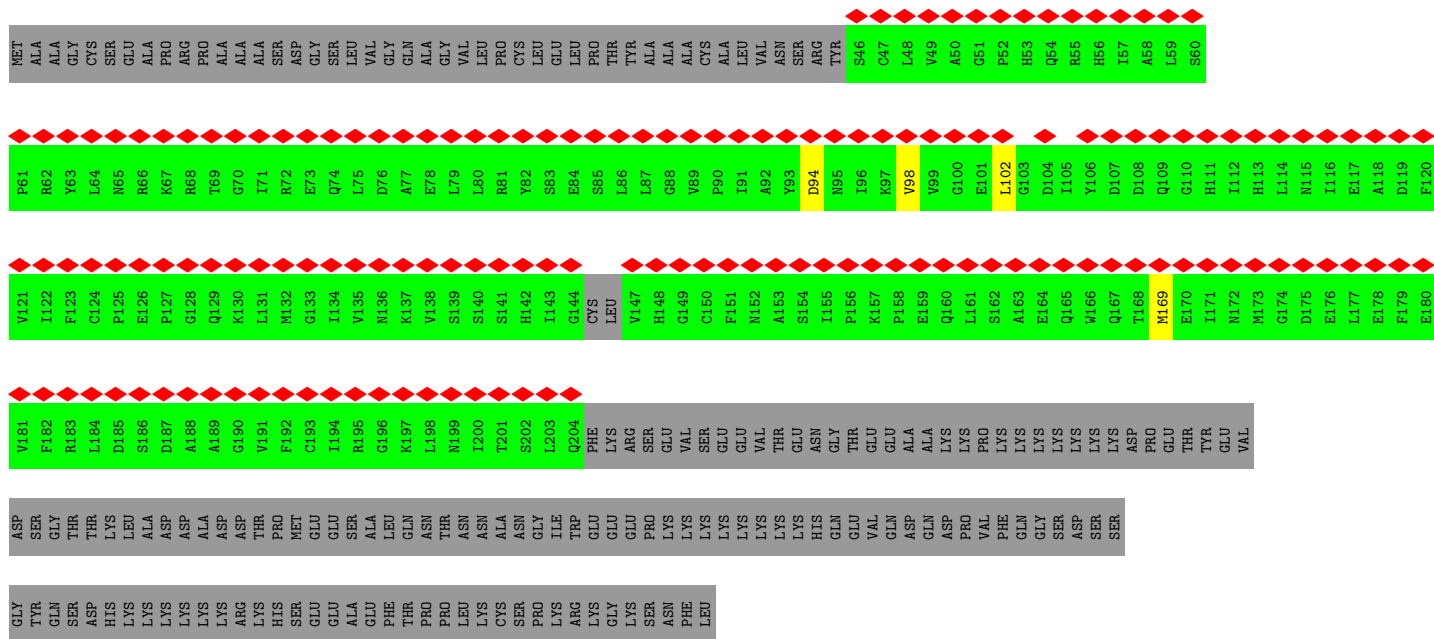 MET ALA ALA GLY CYS SER GLU ALA PRO ARG PRO ALA ALA ALA SER ASP GLY SER LEU VAL GLY GLN ALA GLY VAL LEU PRO CYS LEU GLU LEU PRO THR TYR ALA ALA ALA CYS ALA LEU VAL ASN SER ARG TYR S46 C47 L48 V49 A50 G51 P52 H53 Q54 R55 H56 I57 A58 L59 S60
P61 R62 Y63 L64 N65 R66 K67 R68 T69 G70 I71 R72 E73 Q74 L75 D76 A77 E78 L79 L80 R81 Y82 S83 E84 S85 L86 L87 G88 V89 P90 I91 A92 Y93 D94 N95 I96 K97 V98 V99 G100 E101 L102 G103 D104 I105 Y106 D107 D108 Q109 G110 H111 I112 H113 L114 N115 I116 E117 A118 D119 F120
V121 I122 F123 C124 P125 E126 P127 G128 Q129 K130 L131 M132 G133 I134 V135 N136 K137 V138 S139 S140 S141 H142 I143 G144 CYS LEU V147 H148 G149 C150 F151 N152 A153 S154 I155 P156 K157 P158 E159 Q160 L161 S162 A163 E164 Q165 W166 Q167 T168 M169 E170 I171 N172 M173 G174 D175 E176 L177 E178 F179 E180
V181 F182 R183 L184 D185 S186 D187 A188 A189 G190 V191 F192 C193 I194 R195 G196 K197 L198 N199 I200 T201 S202 L203 Q204 PHE LYS ARG SER GLU VAL SER GLU GLU VAL THR GLU ASN GLY THR GLU GLU ALA ALA LYS LYS PRO LYS LYS LYS LYS LYS LYS ASP PRO GLU THR TYR GLU VAL
ASP SER GLY THR THR LYS LEU ALA ASP ASP ALA ASP ASP THR PRO MET GLU GLU SER ALA LEU GLN ASN THR ASN ASN ALA ASN GLY ILE TRP GLU GLU GLU PRO LYS LYS LYS LYS LYS LYS LYS LYS HIS GLN GLU VAL GLN ASP GLN ASP PRO VAL PHE GLN GLY SER ASP SER SER
GLY TYR GLN SER ASP HIS LYS LYS LYS LYS LYS LYS ARG LYS HIS SER GLU GLU ALA GLU PHE THR PRO PRO LEU LYS CYS SER PRO LYS ARG LYS GLY LYS SER ASN PHE LEU